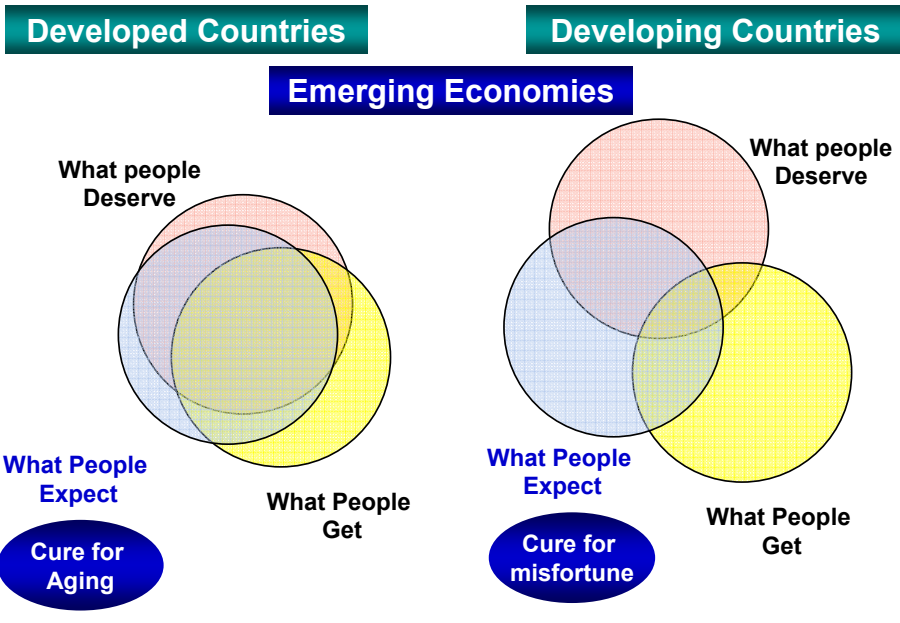 Developed Countries
Developing Countries
Emerging Economies
What people
Deserve
What People
Expect
What People
Get
Cure for
Aging
What people
Deserve
What People
Expect
What People
Get
Cure for
misfortune